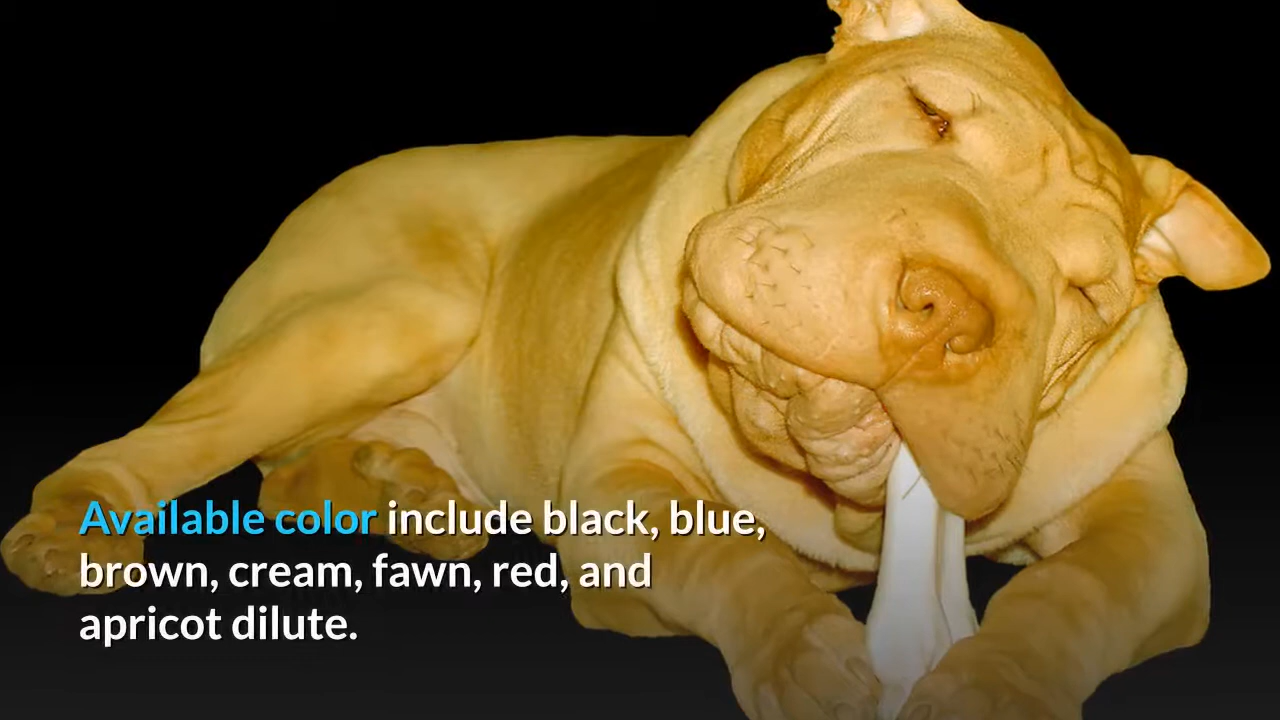 Available color include black, blue,
brown, cream, fawn, red, and
apricot dilute.